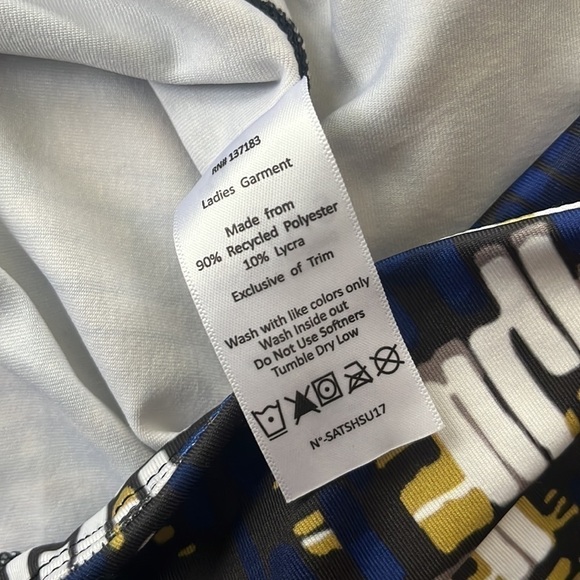 RN# 137183
Ladies Garment
Made from
90% Recycled Polyester
10% Lycra
Exclusive of Trim
Wash with like colors only
Wash Inside out
Do Not Use Softners
Tumble Dry Low
N°-SATSHSU17